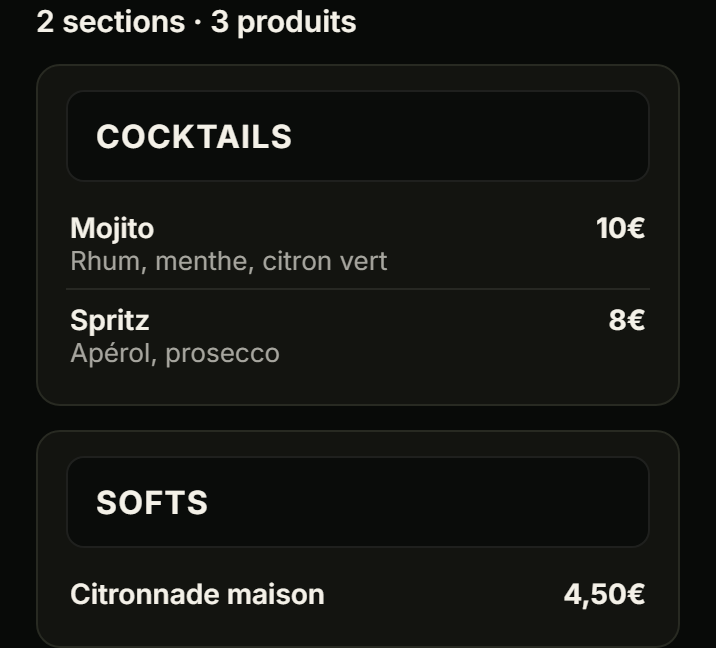 2 sections · 3 produits
COCKTAILS
Mojito 10€
Rhum, menthe, citron vert
Spritz 8€
Apérol, prosecco
SOFTS
Citronnade maison 4,50€